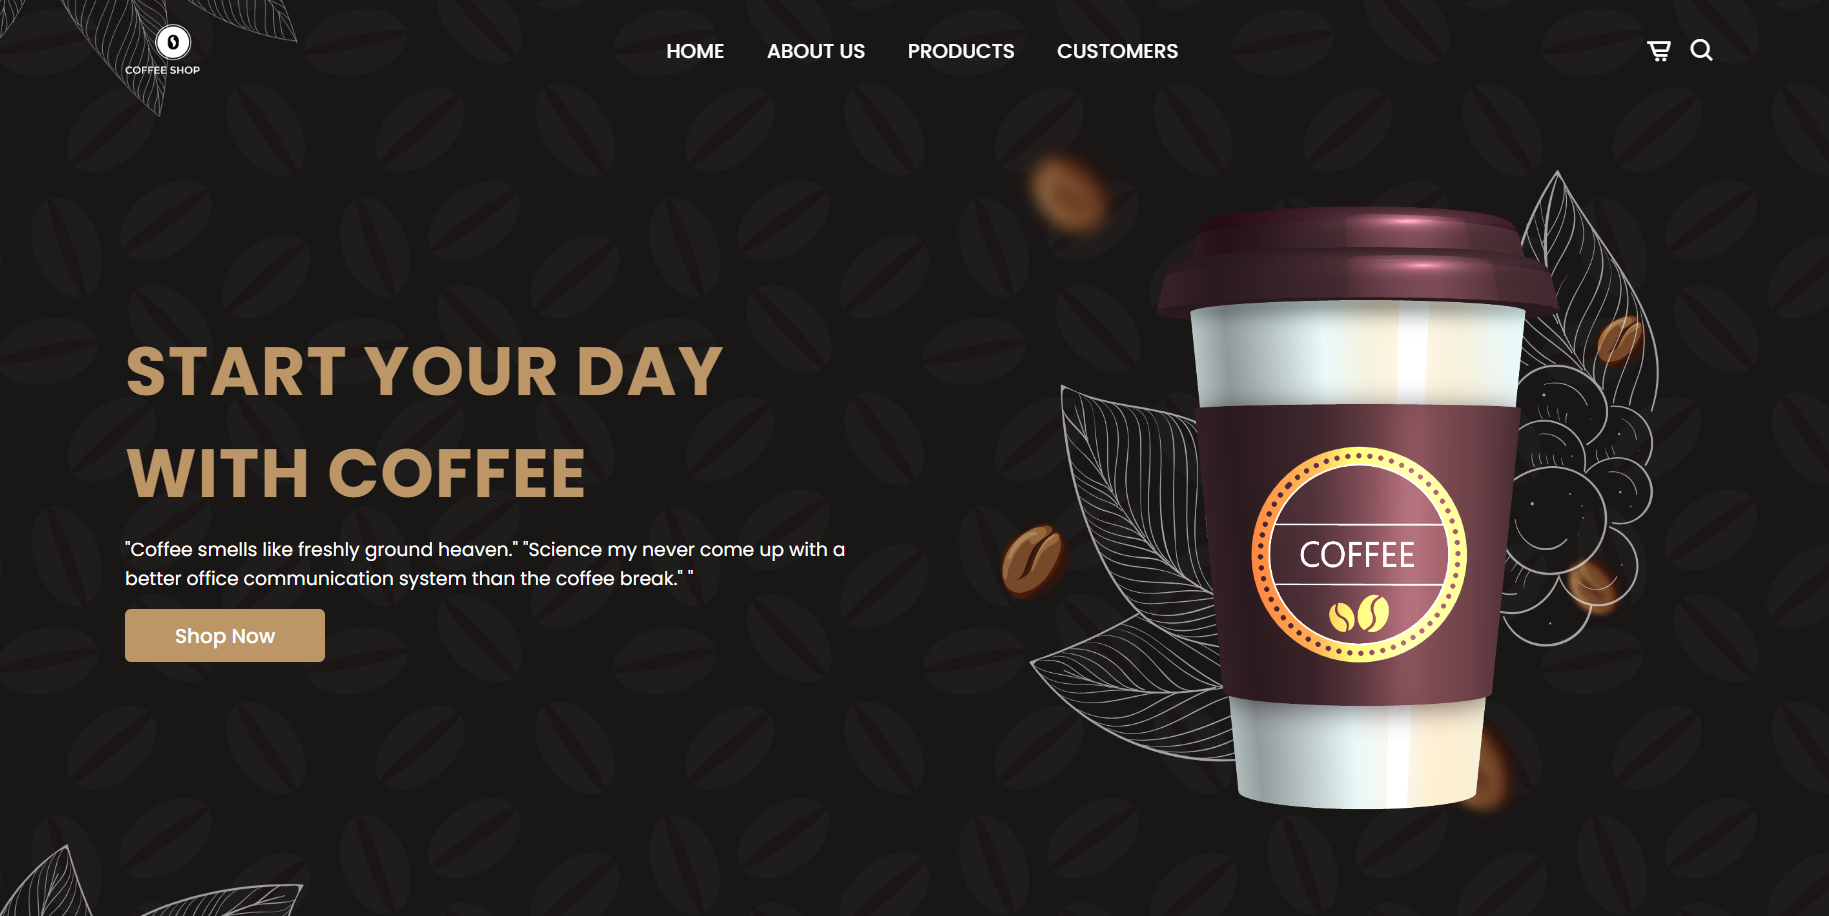 COFFEE SHOP
HOME ABOUT US PRODUCTS CUSTOMERS
START YOUR DAY
WITH COFFEE
"Coffee smells like freshly ground heaven." "Science my never come up with a
better office communication system than the coffee break." "
Shop Now
COFFEE